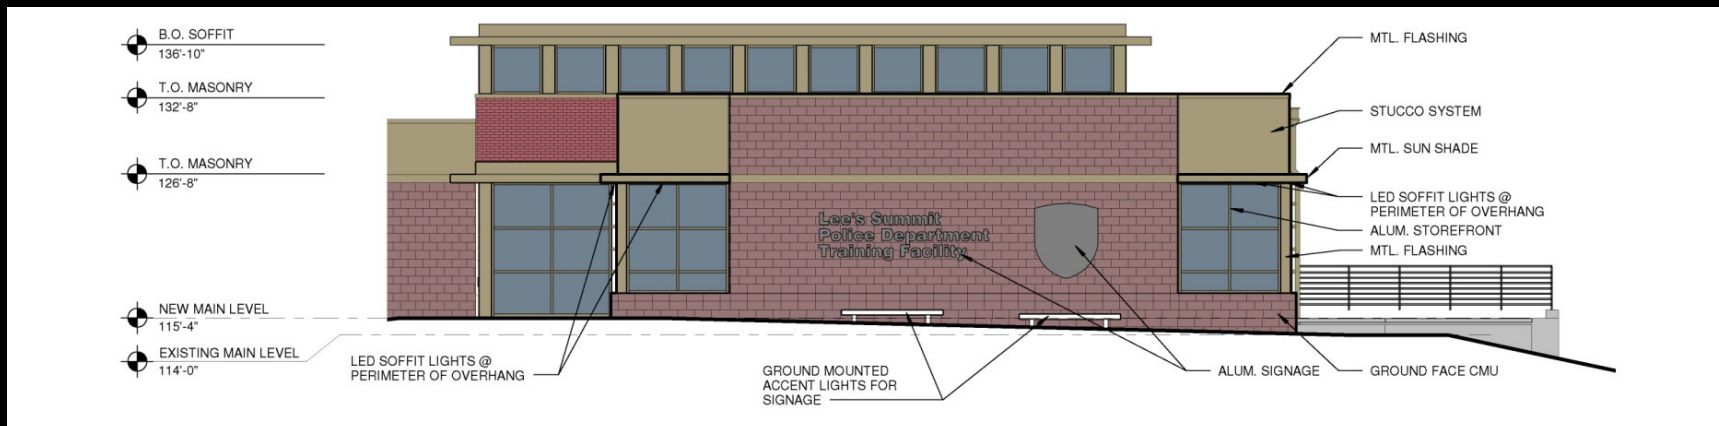 B.O. SOFFIT
136'-10"
T.O. MASONRY
132'-8"
T.O. MASONRY
126'-8"
NEW MAIN LEVEL
115'-4"
EXISTING MAIN LEVEL
114'-0"
Lee's Summit
Police Department
Training Facility
MTL. FLASHING
STUCCO SYSTEM
MTL. SUN SHADE
LED SOFFIT LIGHTS @
PERIMETER OF OVERHANG
ALUM. STOREFRONT
MTL. FLASHING
LED SOFFIT LIGHTS @
PERIMETER OF OVERHANG
GROUND MOUNTED
ACCENT LIGHTS FOR
SIGNAGE
ALUM. SIGNAGE
GROUND FACE CMU